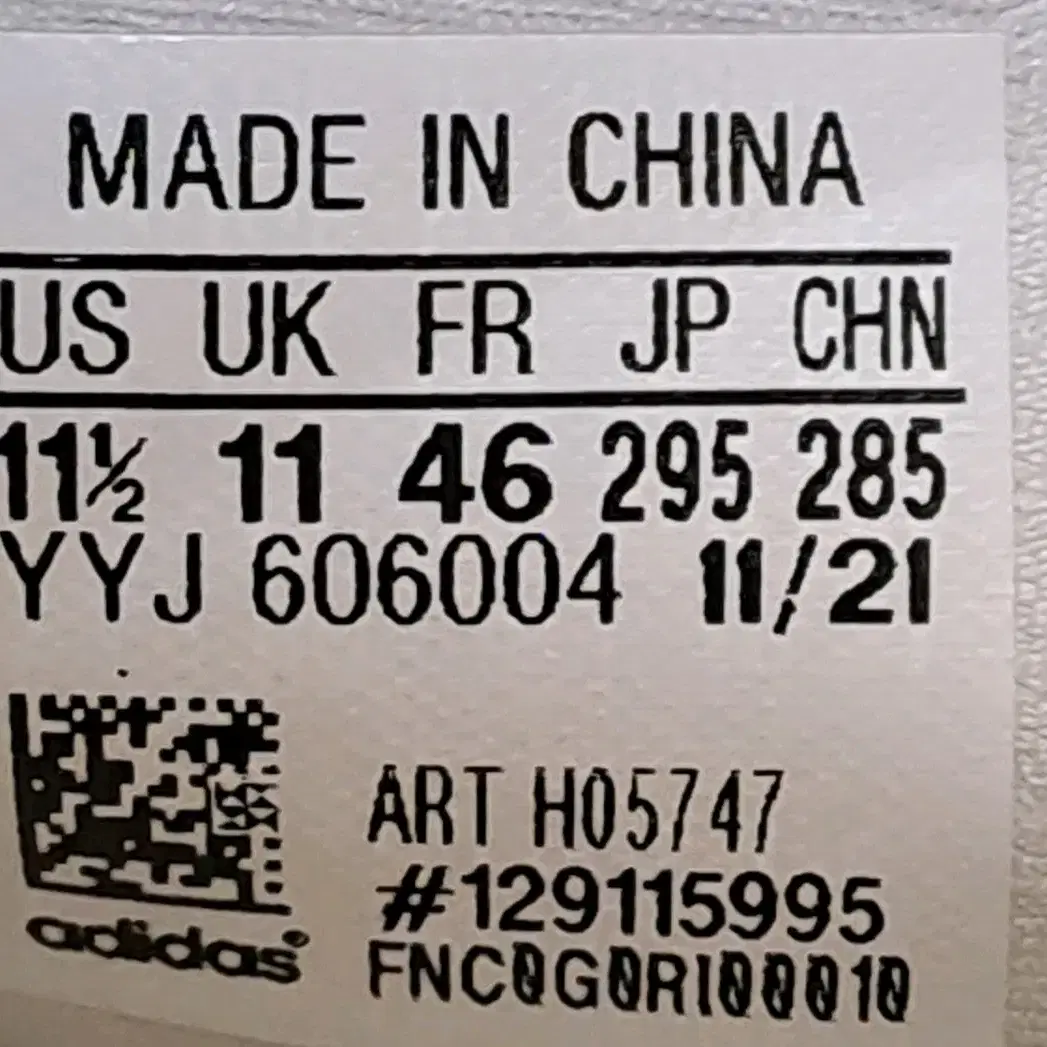 MADE IN CHINA
US UK FR JP CHN
11½ 11 46 295 285
YYJ 606004 11/21
ART H05747
#129115995
adidas
FNC0G0RI00010